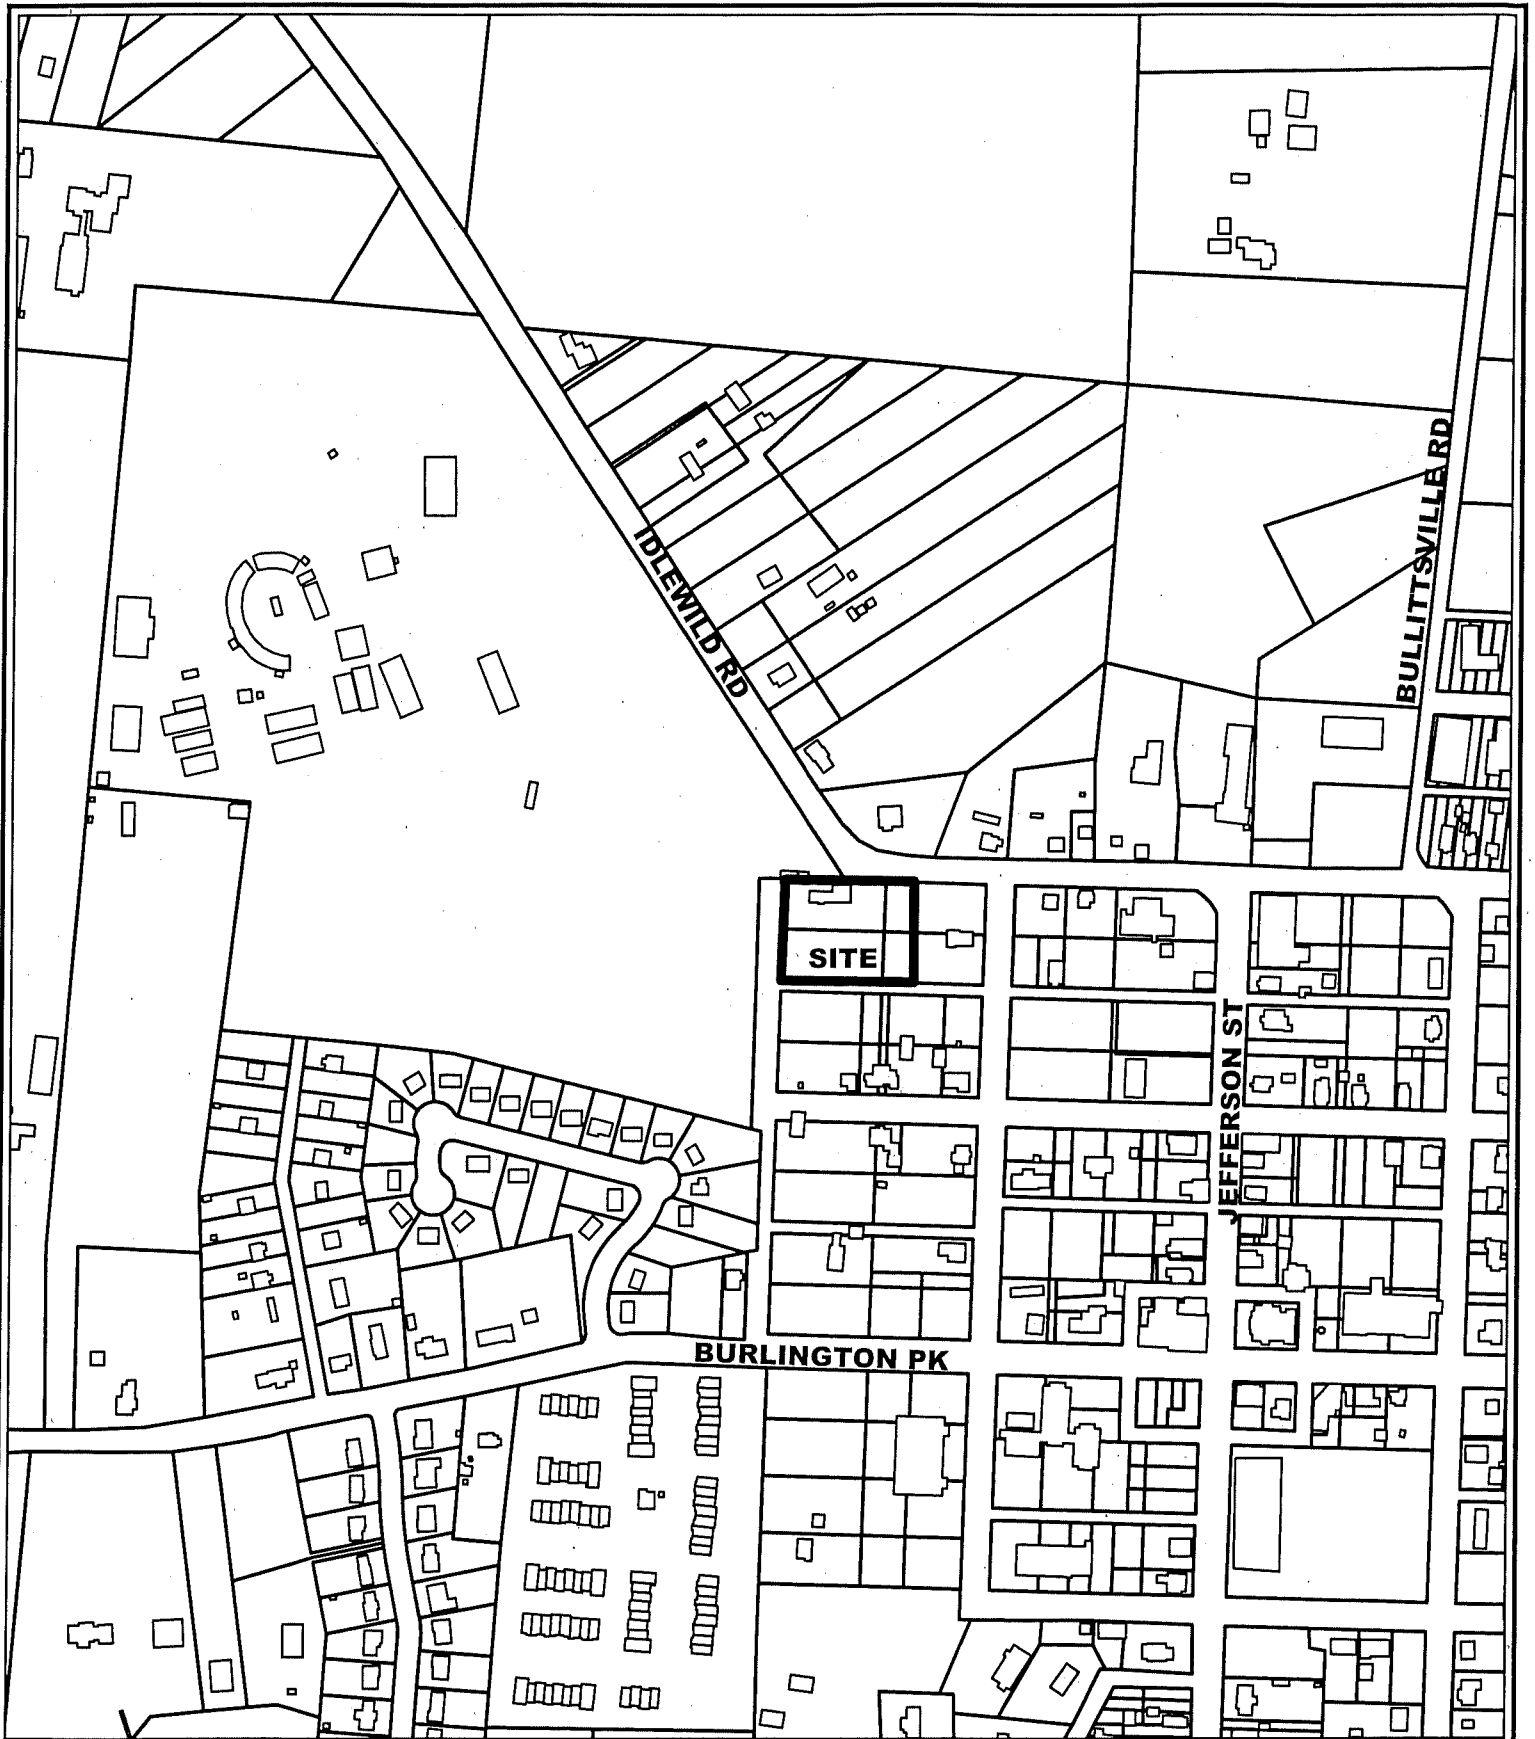 BULLITTSVILLE RD
IDLEWILD RD
SITE
JEFFERSON ST
BURLINGTON PK